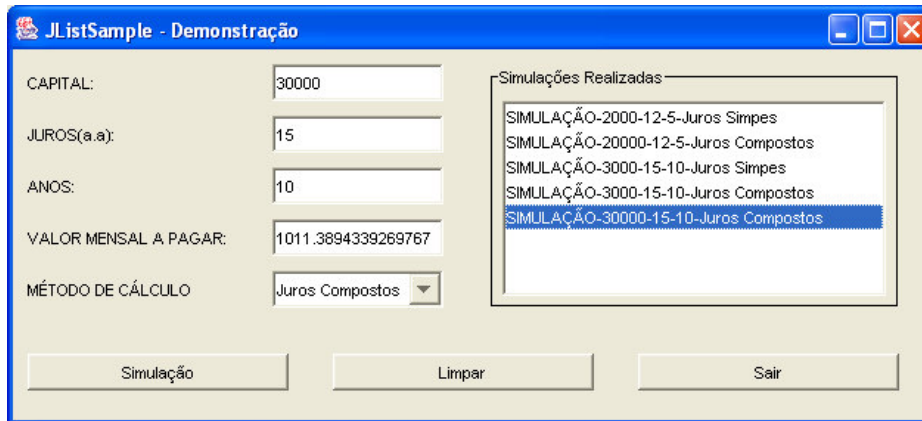 JListSample - Demonstração
CAPITAL:
30000
JUROS(a.a):
15
ANOS:
10
VALOR MENSAL A PAGAR:
1011.3894339269767
MÉTODO DE CÁLCULO
Juros Compostos
Simulações Realizadas
SIMULAÇÃO-2000-12-5-Juros Simpes
SIMULAÇÃO-20000-12-5-Juros Compostos
SIMULAÇÃO-3000-15-10-Juros Simpes
SIMULAÇÃO-3000-15-10-Juros Compostos
SIMULAÇÃO-30000-15-10-Juros Compostos
Simulação
Limpar
Sair